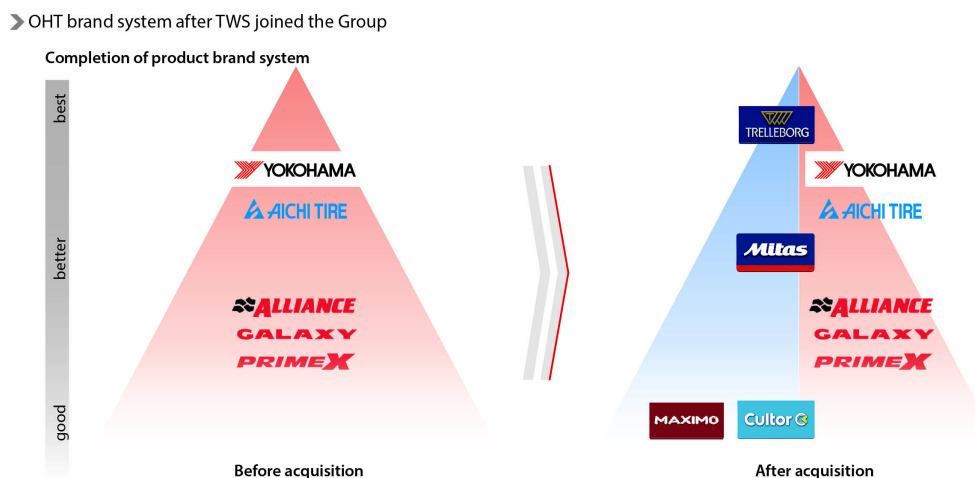 OHT brand system after TWS joined the Group
Completion of product brand system
best
better
good
YOKOHAMA
AICHI TIRE
ALLIANCE
GALAXY
PRIMEX
Before acquisition
TRELLEBORG
YOKOHAMA
AICHI TIRE
Mitas
ALLIANCE
GALAXY
PRIMEX
MAXIMO
Cultor
After acquisition